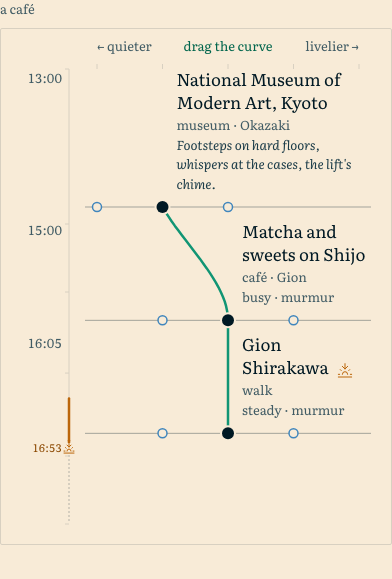 a café
← quieter drag the curve livelier →
13:00
National Museum of
Modern Art, Kyoto
museum · Okazaki
Footsteps on hard floors,
whispers at the cases, the lift's
chime.
15:00
Matcha and
sweets on Shijo
café · Gion
busy · murmur
16:05
Gion
Shirakawa
walk
steady · murmur
16:53